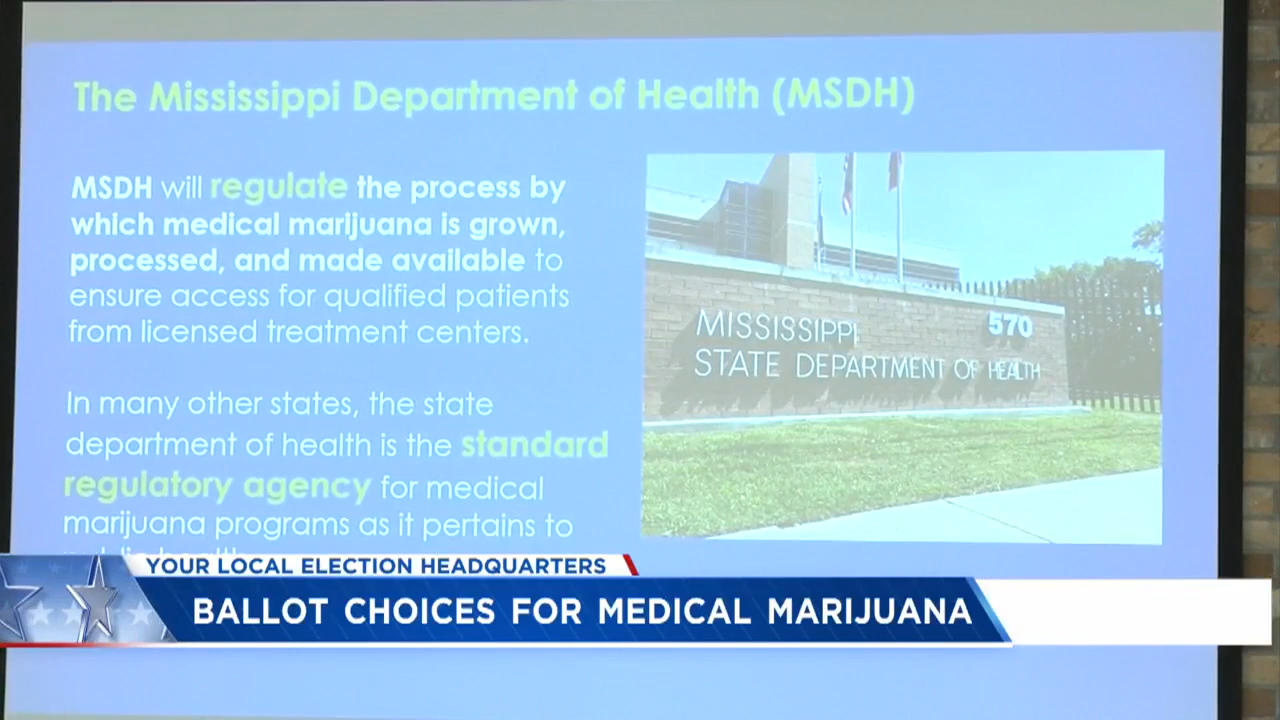 The Mississippi Department of Health (MSDH)
MSDH will regulate the process by
which medical marijuana is grown,
processed, and made available to
ensure access for qualified patients
from licensed treatment centers.
In many other states, the state
department of health is the standard
regulatory agency for medical
marijuana programs as it pertains to
MISSISSIPPI 570
STATE DEPARTMENT OF HEALTH
YOUR LOCAL ELECTION HEADQUARTERS
BALLOT CHOICES FOR MEDICAL MARIJUANA